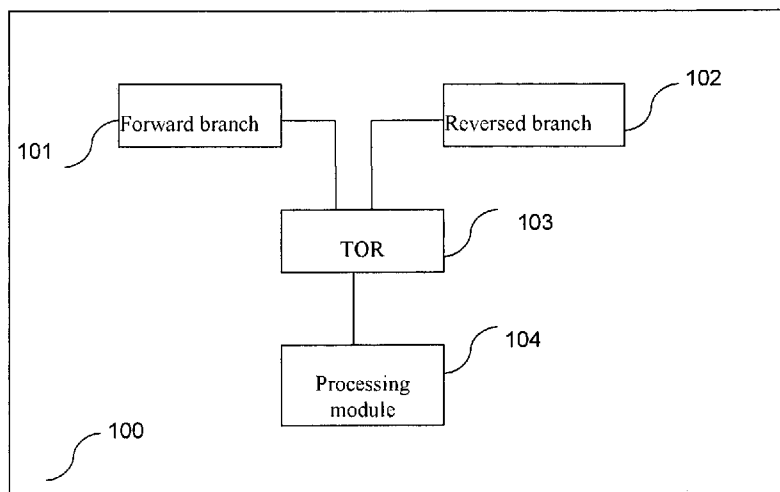 102
Forward branch
Reversed branch
101
103
TOR
104
Processing
module
100